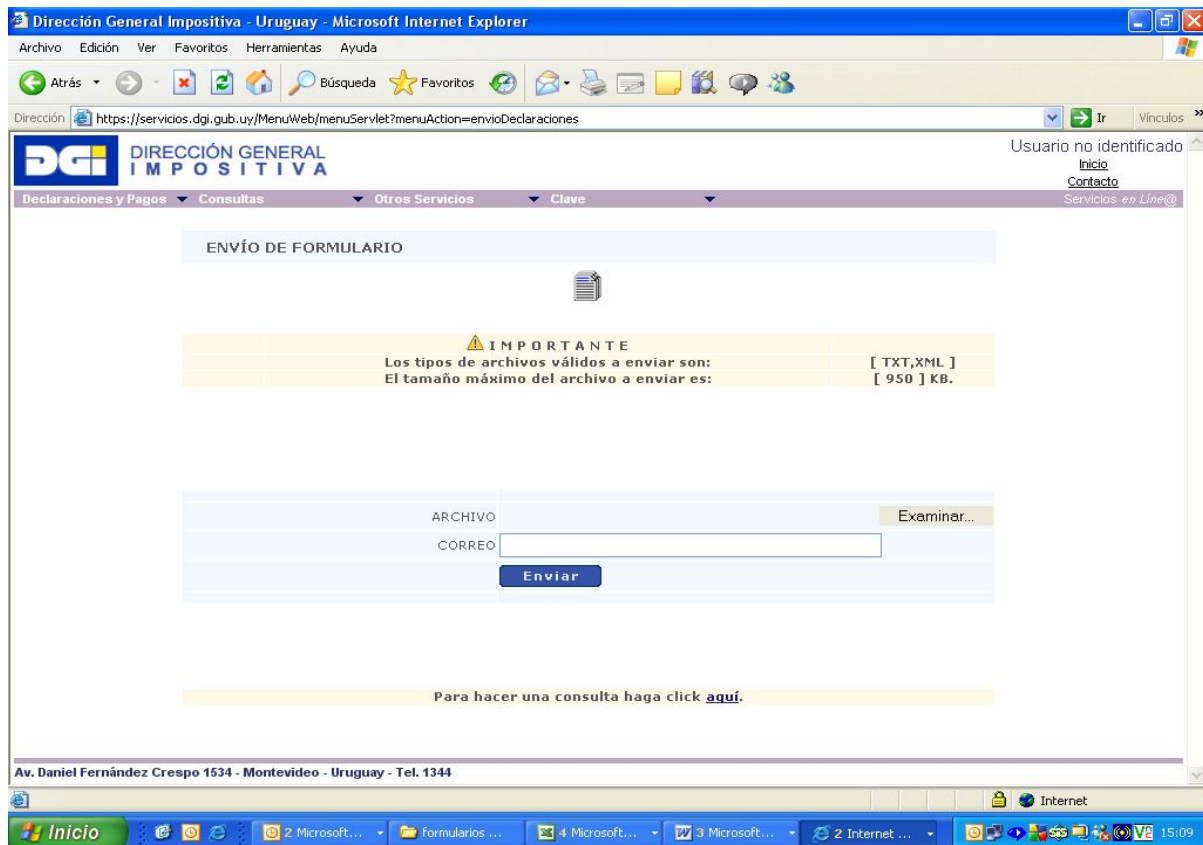 Dirección General Impositiva - Uruguay - Microsoft Internet Explorer
Archivo Edición Ver Favoritos Herramientas Ayuda
Atrás Búsqueda Favoritos
Dirección https://servicios.dgi.gub.uy/MenuWeb/menuServlet?menuAction=envioDeclaraciones Ir Vínculos »
DGI DIRECCIÓN GENERAL
IMPOSITIVA
Usuario no identificado
Inicio
Contacto
Declaraciones y Pagos Consultas Otros Servicios Clave Servicios en Líne@
ENVÍO DE FORMULARIO
IMPORTANTE
Los tipos de archivos válidos a enviar son: [ TXT,XML ]
El tamaño máximo del archivo a enviar es: [ 950 ] KB.
ARCHIVO Examinar...
CORREO
Enviar
Para hacer una consulta haga click aquí.
Av. Daniel Fernández Crespo 1534 - Montevideo - Uruguay - Tel. 1344
Internet
Inicio 2 Microsoft... formularios ... 4 Microsoft... 3 Microsoft... 2 Internet ... 15:09